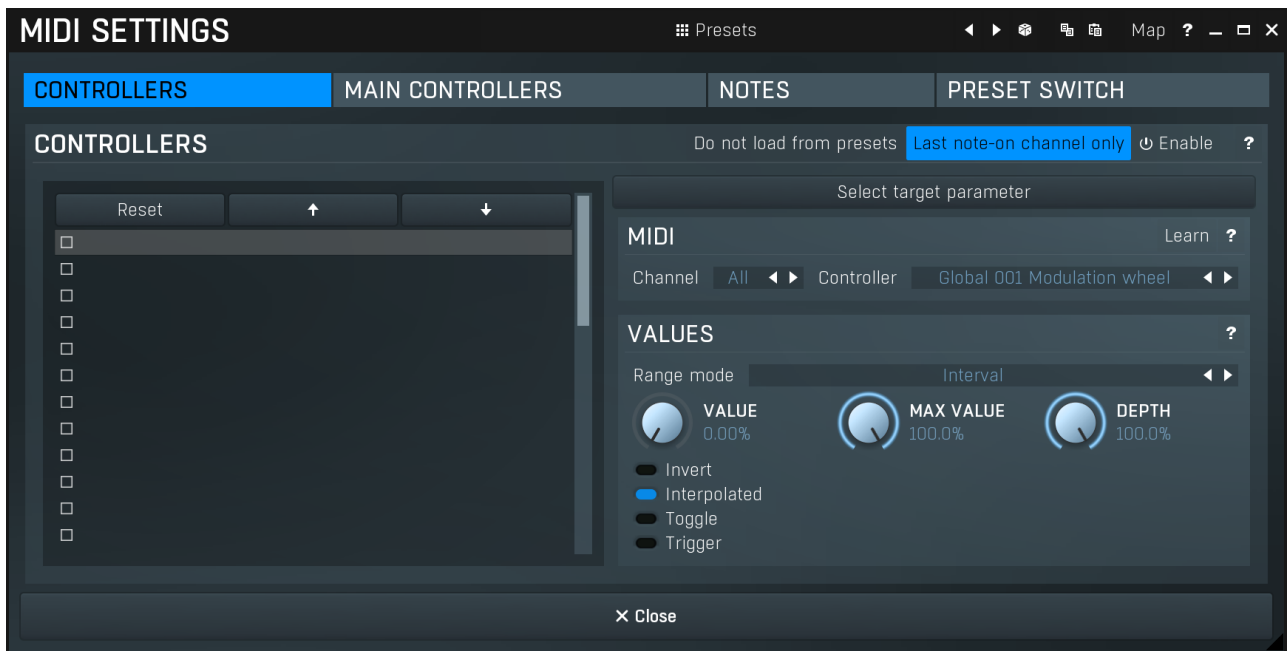 MIDI SETTINGS Presets Map ?
CONTROLLERS MAIN CONTROLLERS NOTES PRESET SWITCH
CONTROLLERS Do not load from presets Last note-on channel only Enable ?
Select target parameter
Reset
MIDI Learn ?
Channel All Controller Global 001 Modulation wheel
VALUES ?
Range mode Interval
VALUE MAX VALUE DEPTH
0.00% 100.0% 100.0%
Invert
Interpolated
Toggle
Trigger
Close